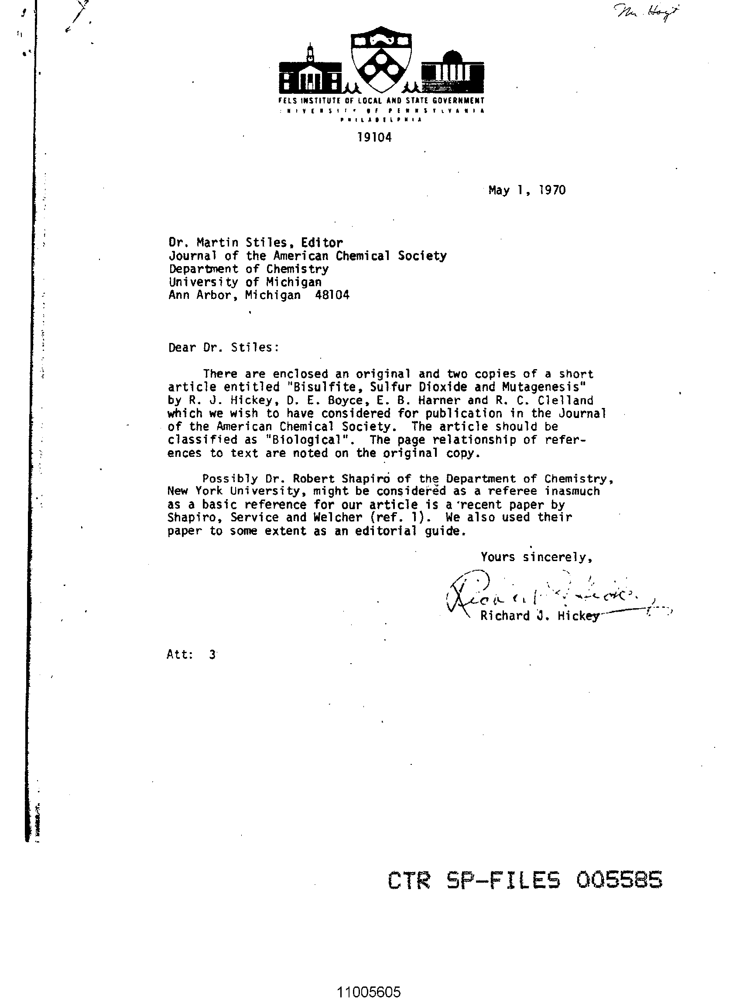 Mr. Hoyt
FELS INSTITUTE OF LOCAL AND STATE GOVERNMENT
UNIVERSITY OF PENNSYLVANIA
PHILADELPHIA
19104
May 1, 1970
Dr. Martin Stiles, Editor
Journal of the American Chemical Society
Department of Chemistry
University of Michigan
Ann Arbor, Michigan 48104
Dear Dr. Stiles:
There are enclosed an original and two copies of a short
article entitled "Bisulfite, Sulfur Dioxide and Mutagenesis"
by R. J. Hickey, D. E. Boyce, E. B. Harner and R. C. Clelland
which we wish to have considered for publication in the Journal
of the American Chemical Society. The article should be
classified as "Biological". The page relationship of refer-
ences to text are noted on the original copy.
Possibly Dr. Robert Shapiro of the Department of Chemistry,
New York University, might be considered as a referee inasmuch
as a basic reference for our article is a recent paper by
Shapiro, Service and Welcher (ref. 1). We also used their
paper to some extent as an editorial guide.
Yours sincerely,
Richard J. Hickey
Att: 3
CTR SP-FILES 005585
11005605